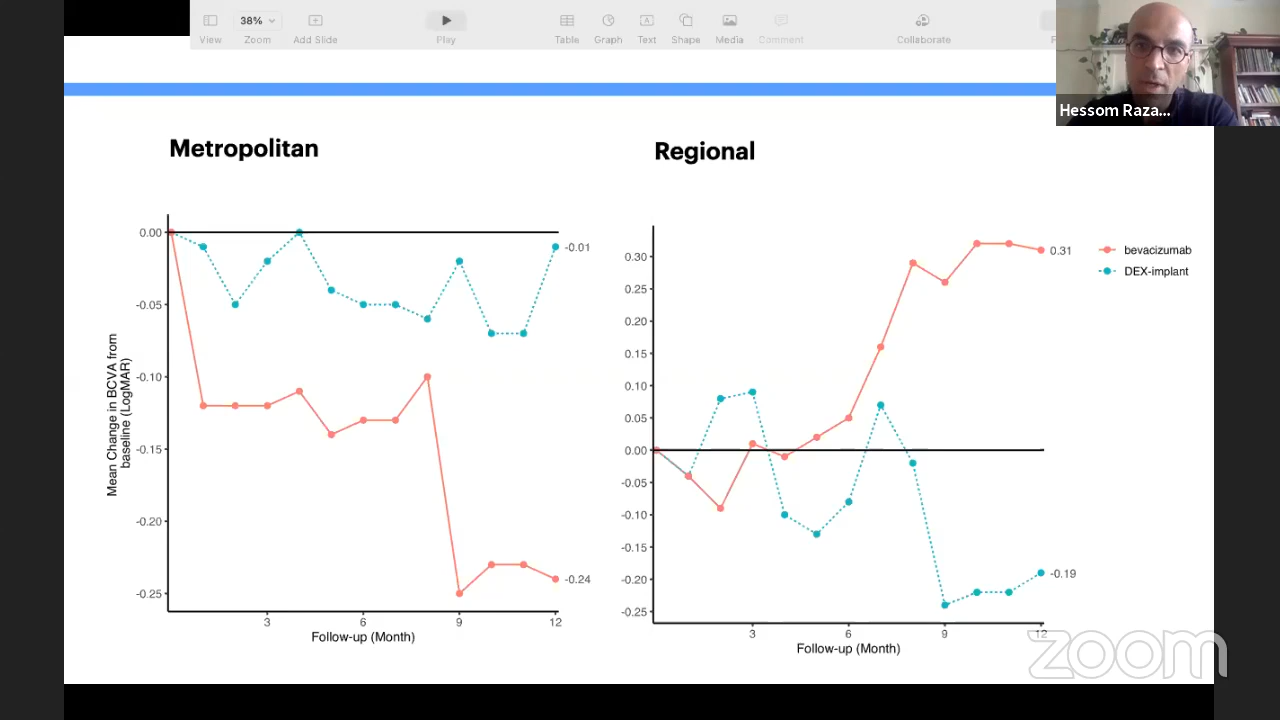 38%
View Zoom Add Slide Play Table Graph Text Shape Media Comment Collaborate
Hessom Raza...
Metropolitan
Regional
0.00
-0.05
-0.10
-0.15
-0.20
-0.25
Mean Change in BCVA from
baseline (LogMAR)
-0.01
-0.24
3 6 9 12
Follow-up (Month)
0.30
0.25
0.20
0.15
0.10
0.05
0.00
-0.05
-0.10
-0.15
-0.20
-0.25
0.31
-0.19
3 6 9 12
Follow-up (Month)
bevacizumab
DEX-implant
zoom